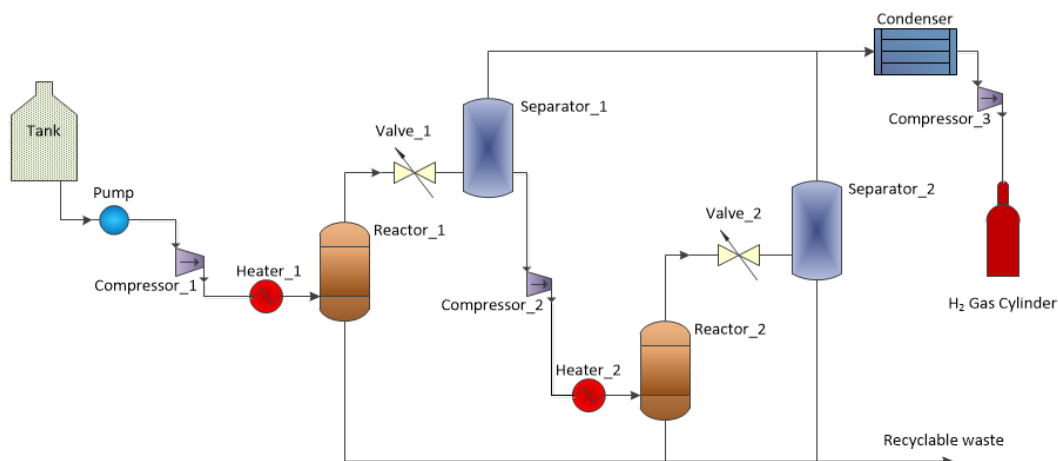 Condenser
Tank
Separator_1
Valve_1
Compressor_3
Pump
Separator_2
Valve_2
Reactor_1
Heater_1
Compressor_1
Compressor_2
H₂ Gas Cylinder
Reactor_2
Heater_2
Recyclable waste